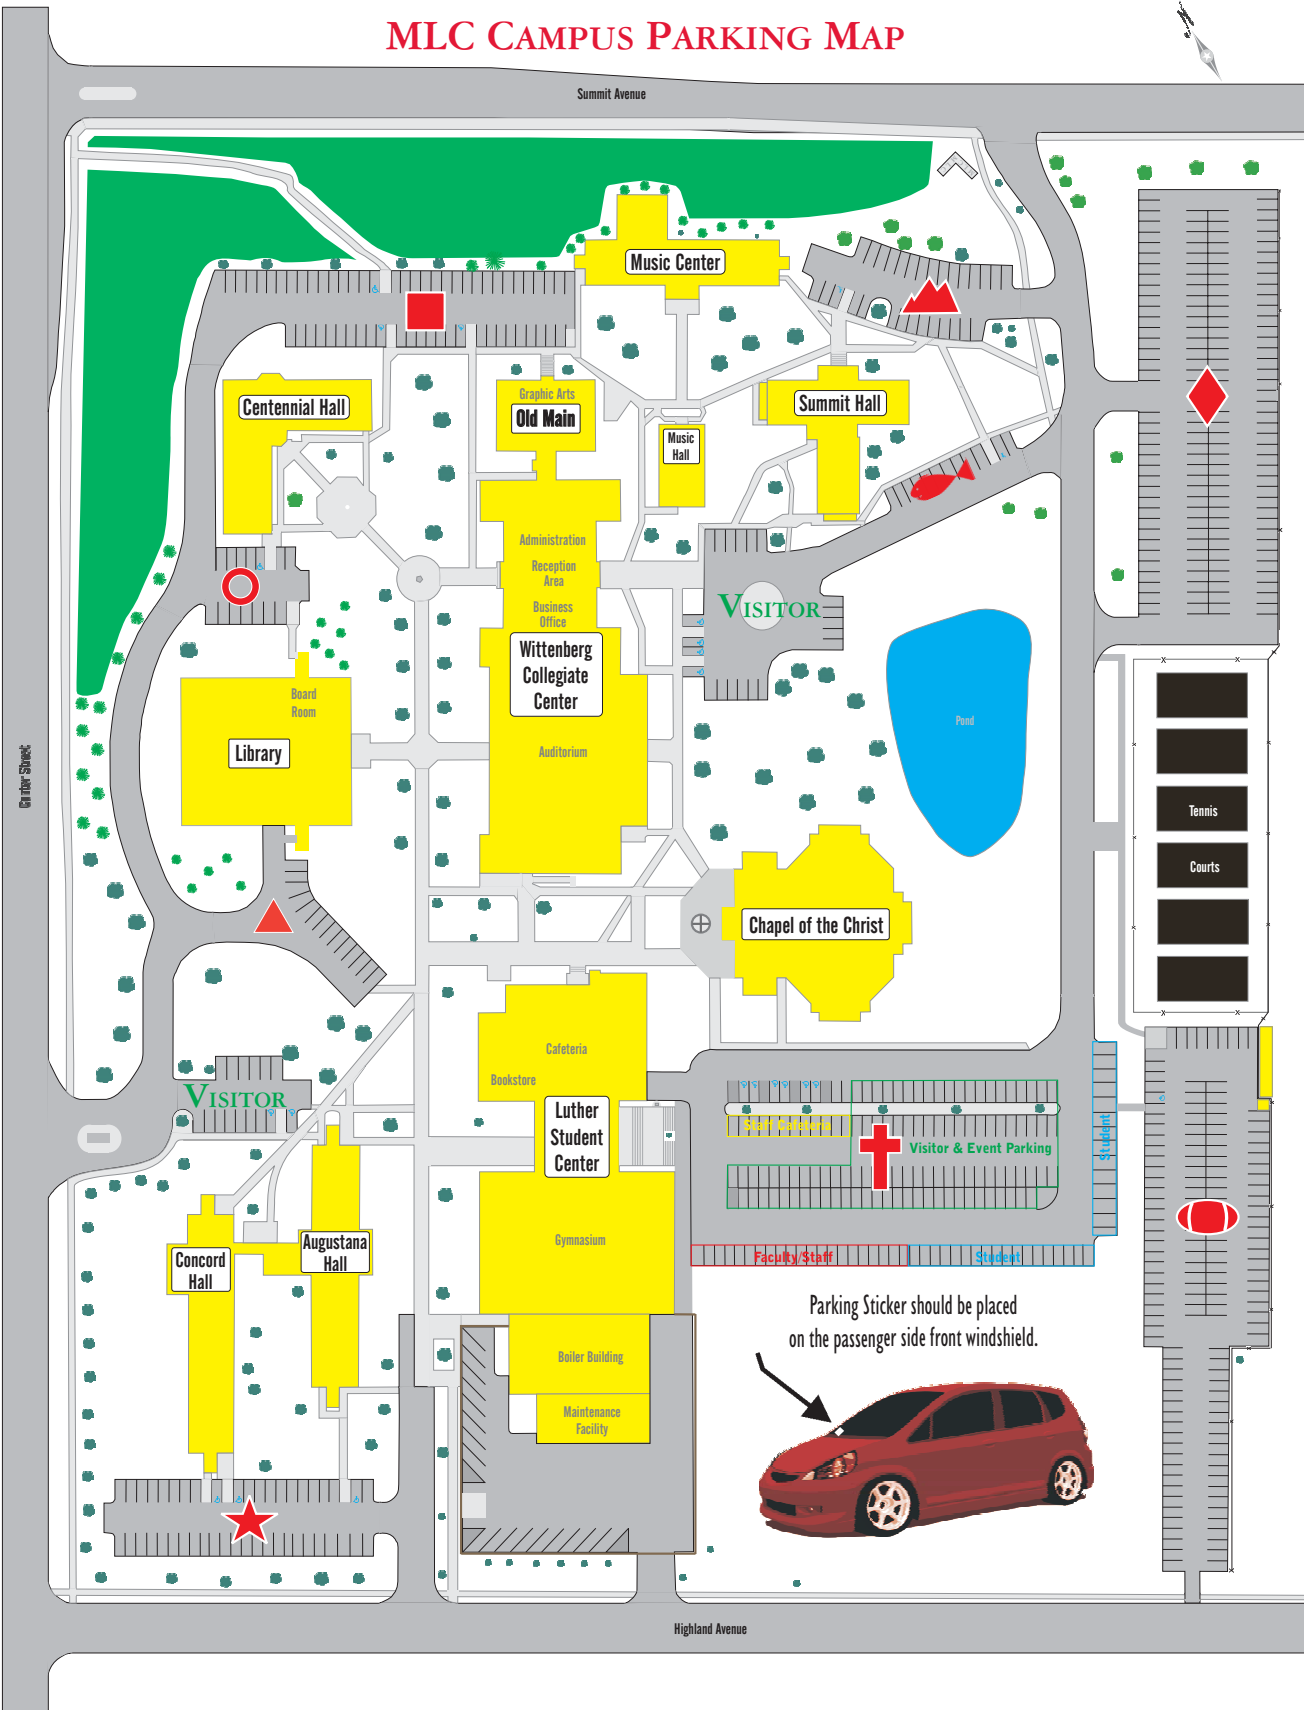 MLC CAMPUS PARKING MAP
N
Summit Avenue
Music Center
Centennial Hall
Graphic Arts
Old Main
Music
Hall
Summit Hall
Administration
Reception
Area
Business
Office
Wittenberg
Collegiate
Center
Auditorium
VISITOR
Board
Room
Library
Pond
Center Street
Tennis
Courts
Chapel of the Christ
Cafeteria
Bookstore
Luther
Student
Center
Gymnasium
VISITOR
Staff Cafeteria
Visitor & Event Parking
Student
Faculty/Staff
Student
Concord
Hall
Augustana
Hall
Boiler Building
Maintenance
Facility
Parking Sticker should be placed
on the passenger side front windshield.
Highland Avenue